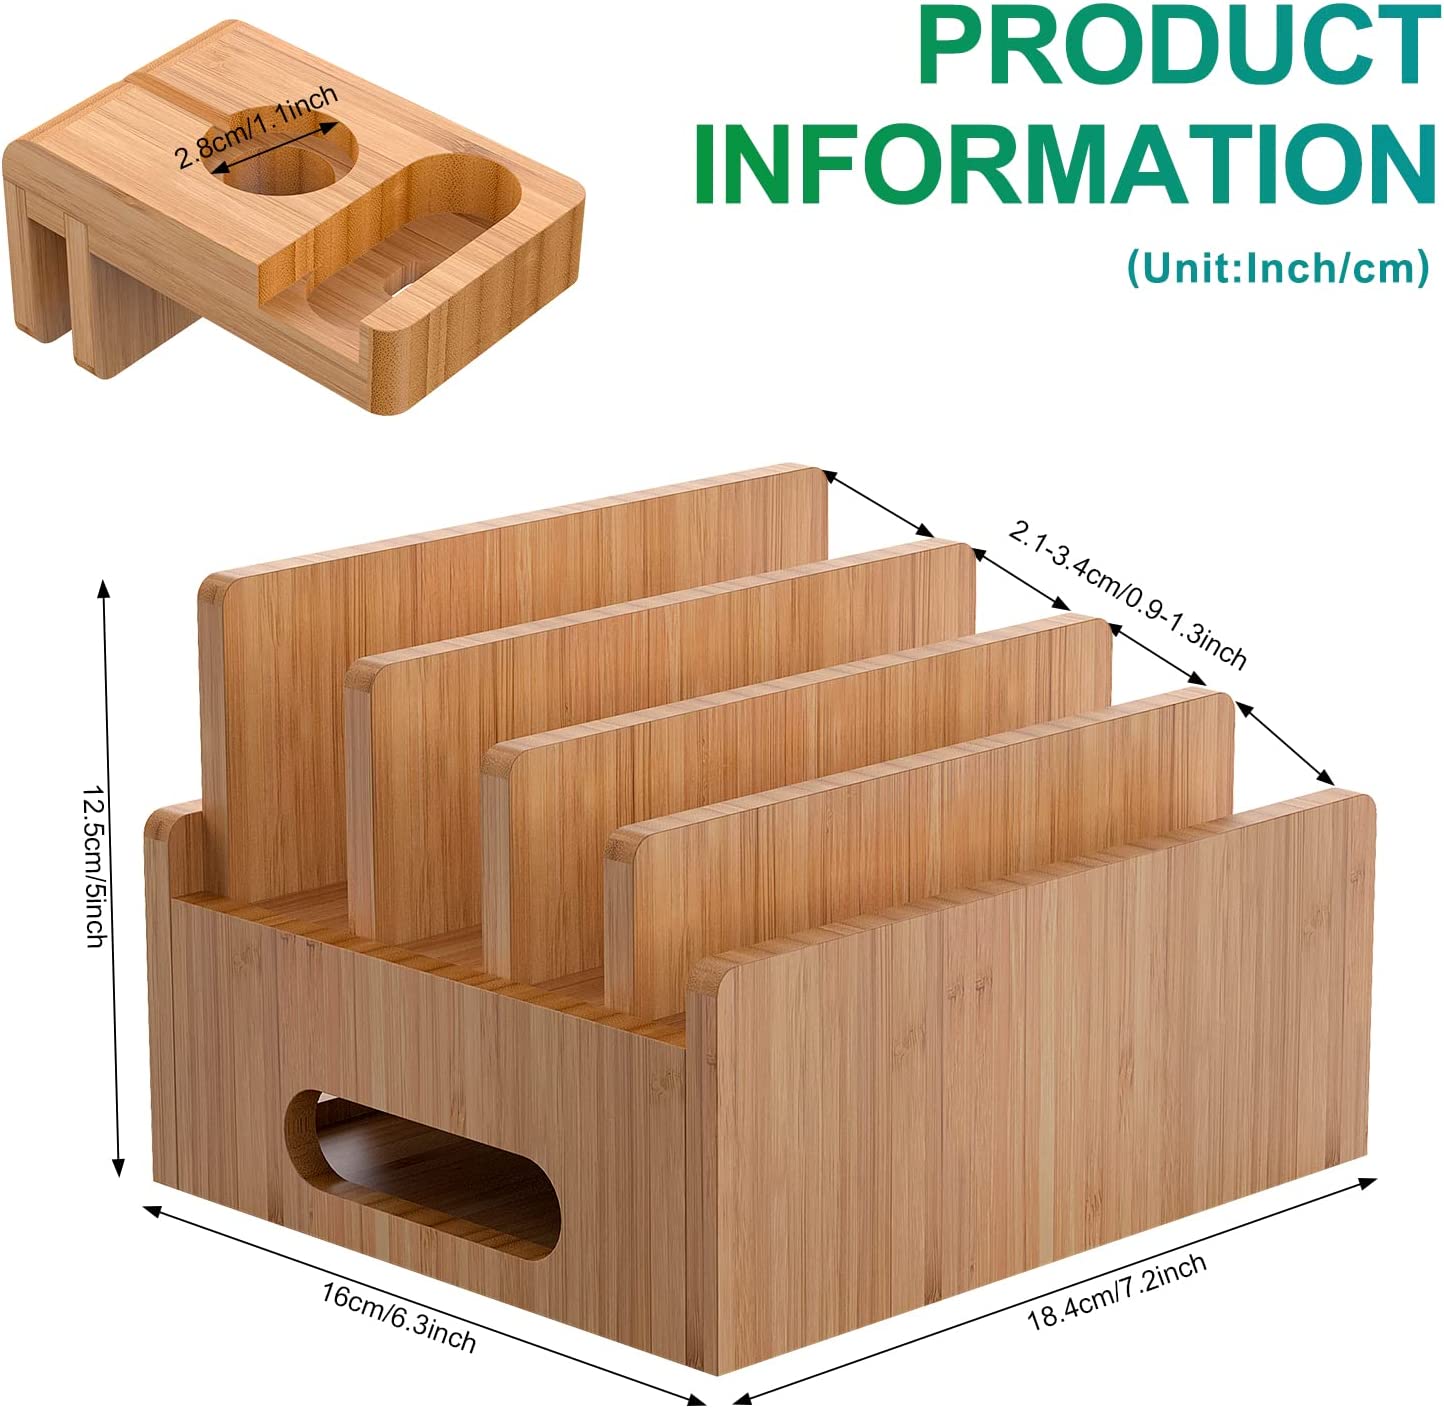 PRODUCT
INFORMATION
(Unit:Inch/cm)
2.8cm/1.1inch
2.1-3.4cm/0.9-1.3inch
12.5cm/5inch
16cm/6.3inch
18.4cm/7.2inch